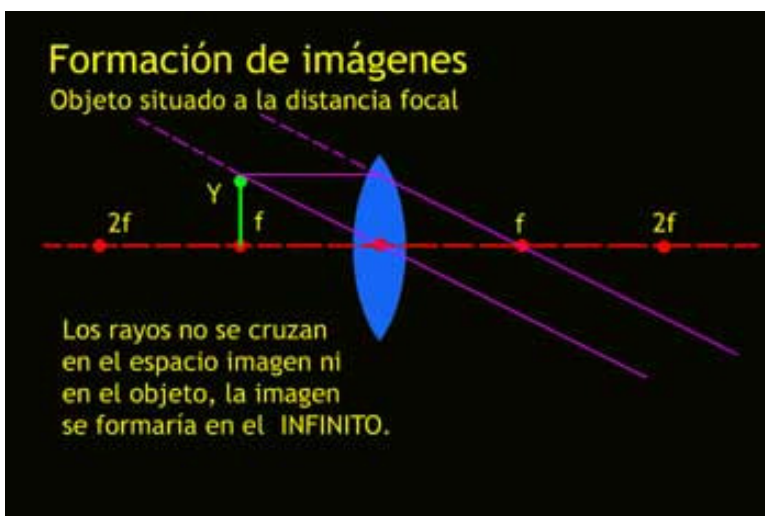 Formación de imágenes
Objeto situado a la distancia focal
Y
2f
f
f
2f
Los rayos no se cruzan
en el espacio imagen ni
en el objeto, la imagen
se formaría en el INFINITO.